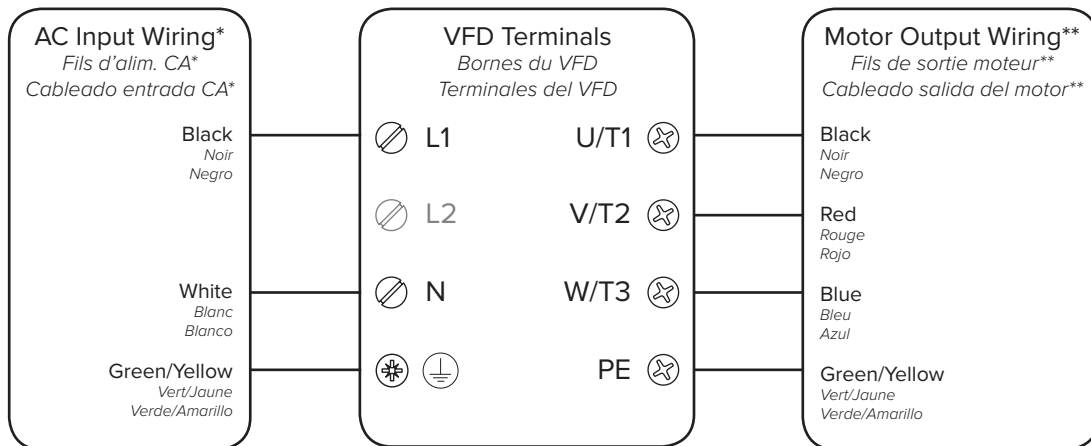 AC Input Wiring*
Fils d'alim. CA*
Cableado entrada CA*
Black
Noir
Negro
White
Blanc
Blanco
Green/Yellow
Vert/Jaune
Verde/Amarillo
VFD Terminals
Bornes du VFD
Terminales del VFD
L1
U/T1
L2
V/T2
N
W/T3
PE
Motor Output Wiring**
Fils de sortie moteur**
Cableado salida del motor**
Black
Noir
Negro
Red
Rouge
Rojo
Blue
Bleu
Azul
Green/Yellow
Vert/Jaune
Verde/Amarillo